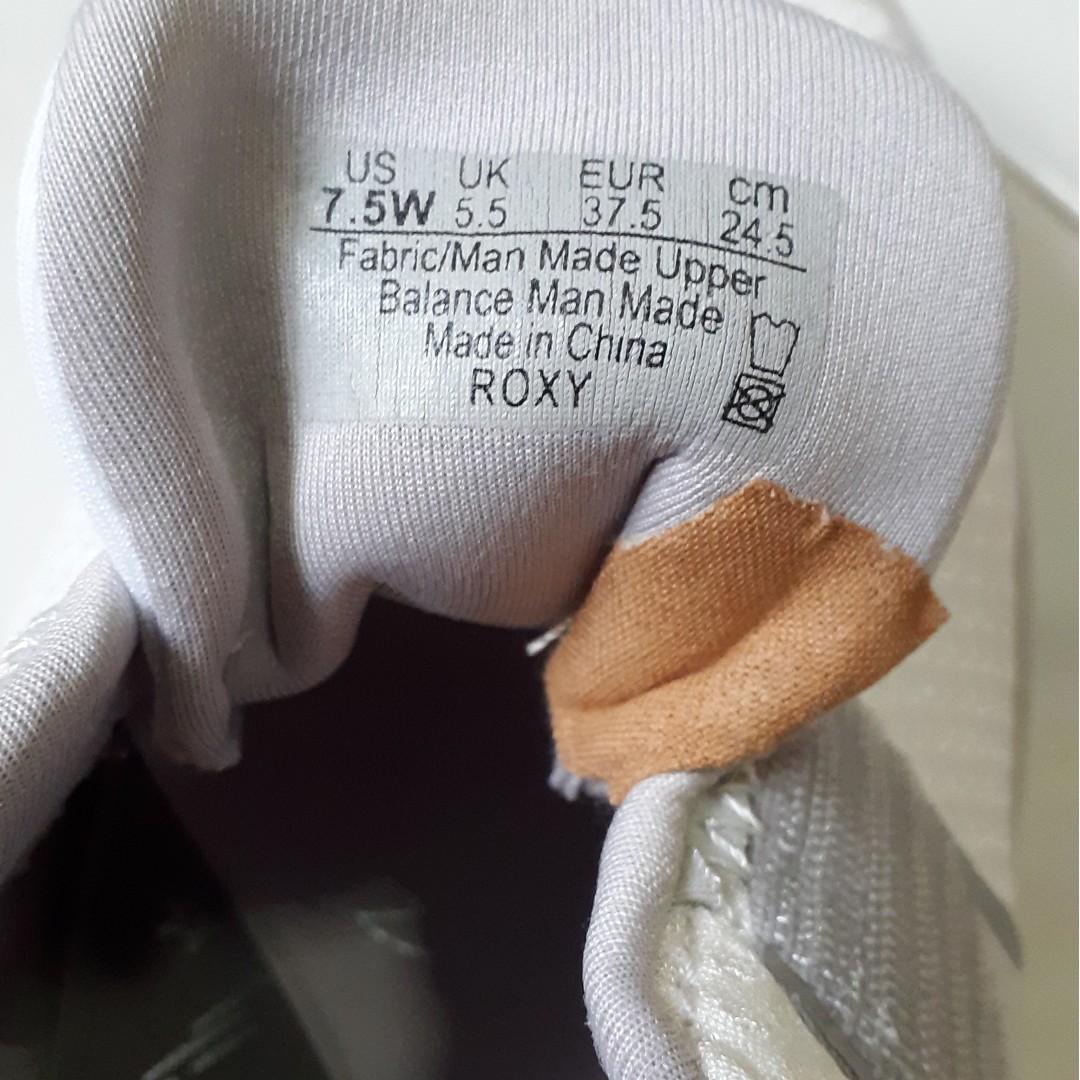 US UK EUR cm
7.5W 5.5 37.5 24.5
Fabric/Man Made Upper
Balance Man Made
Made in China
ROXY